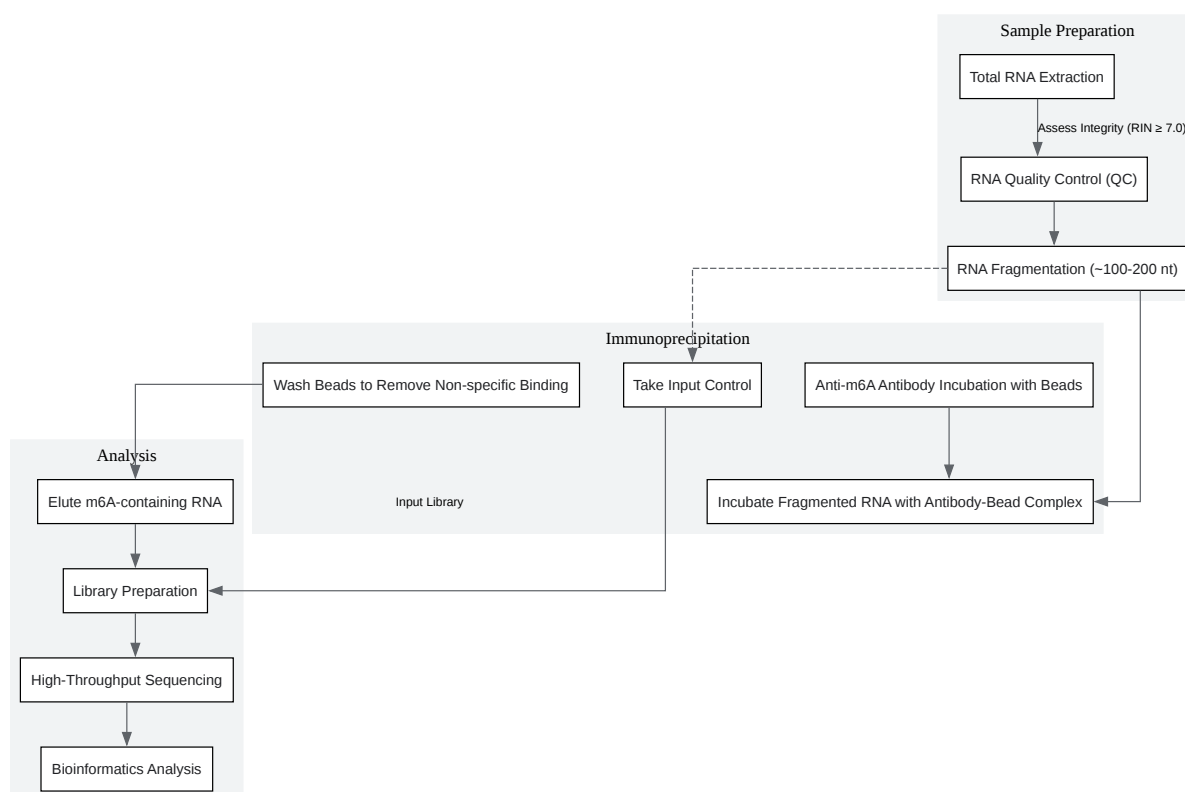 Sample Preparation
Total RNA Extraction
Assess Integrity (RIN ≥ 7.0)
RNA Quality Control (QC)
RNA Fragmentation (~100-200 nt)
Immunoprecipitation
Wash Beads to Remove Non-specific Binding
Take Input Control
Anti-m6A Antibody Incubation with Beads
Analysis
Elute m6A-containing RNA
Input Library
Incubate Fragmented RNA with Antibody-Bead Complex
Library Preparation
High-Throughput Sequencing
Bioinformatics Analysis